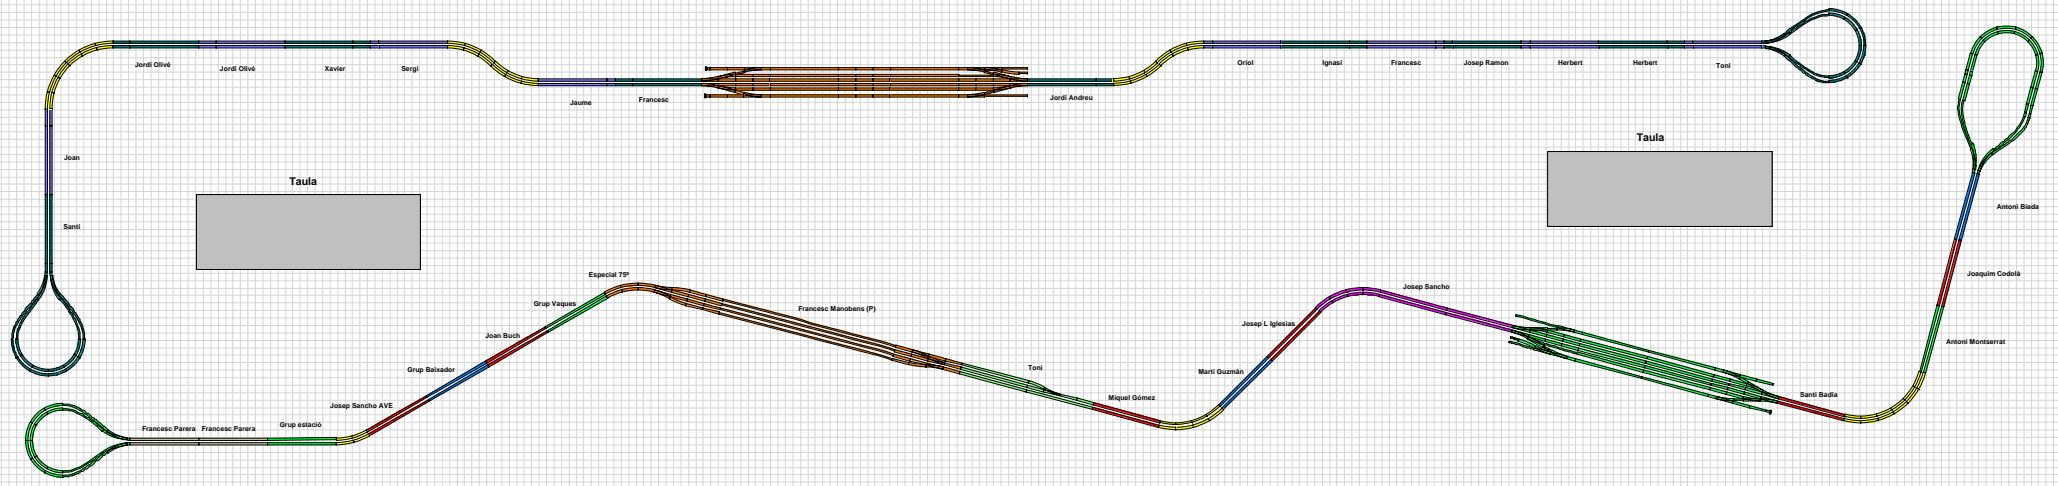 Jordi Olivé
Jordi Olivé
Xavier
Sergi
Jaume
Francesc
Jordi Andreu
Oriol
Ignasi
Francesc
Josep Ramon
Herbert
Herbert
Toni
Joan
Santi
Taula
Taula
Antoni Biada
Joaquim Codolà
Antoni Montserrat
Santi Badia
Josep Sancho
Josep L Iglesias
Martí Guzmán
Miquel Gómez
Toni
Francesc Manobens (P)
Especial 75º
Grup Vaques
Joan Buch
Grup Baixador
Josep Sancho AVE
Grup estació
Francesc Parera
Francesc Parera